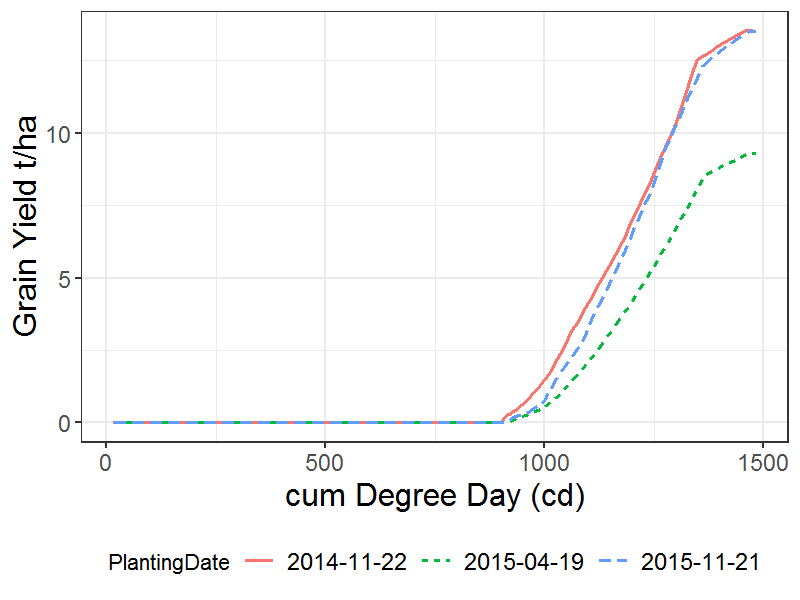 Grain Yield t/ha
10
5
0
0 500 1000 1500
cum Degree Day (cd)
PlantingDate 2014-11-22 2015-04-19 2015-11-21